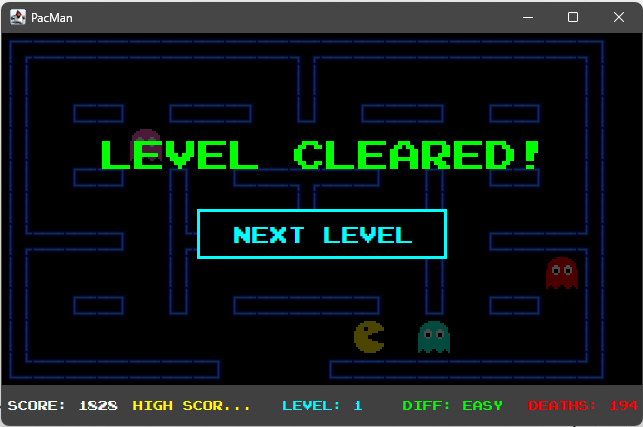 PacMan
LEVEL CLEARED!
NEXT LEVEL
SCORE: 1828 HIGH SCOR... LEVEL: 1 DIFF: EASY DEATHS: 194